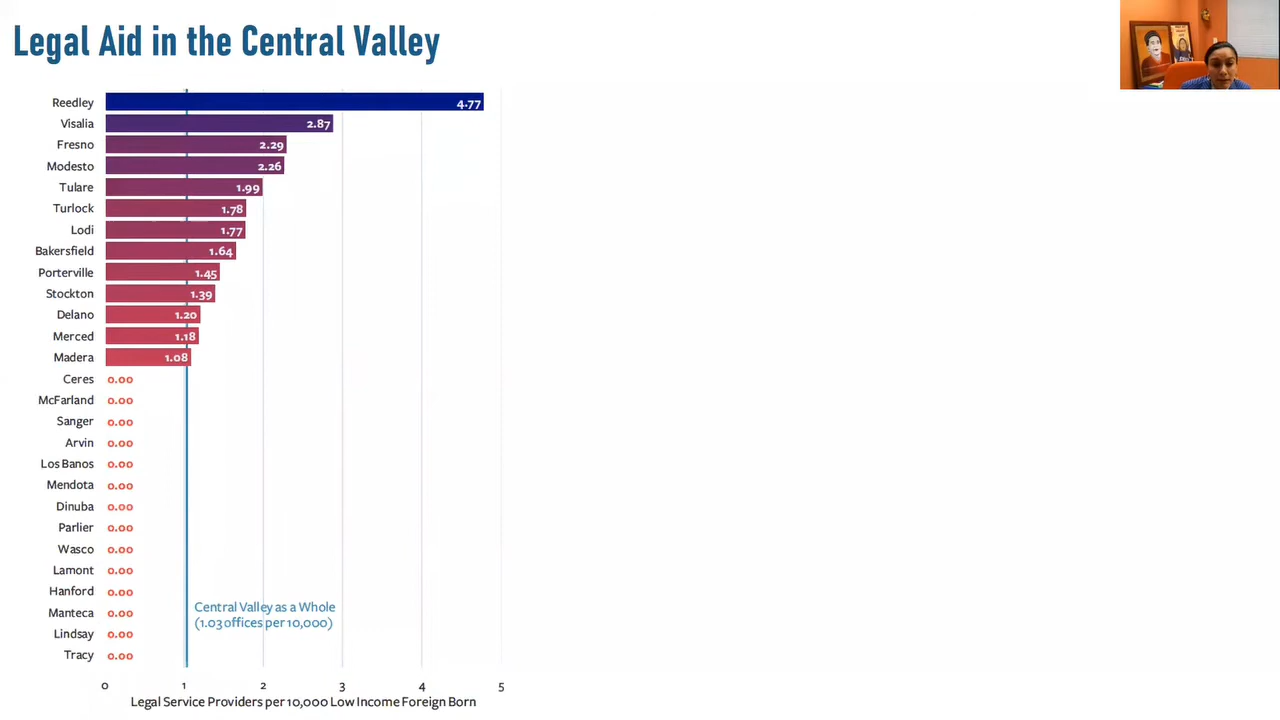 Legal Aid in the Central Valley
Reedley 4.77
Visalia 2.87
Fresno 2.29
Modesto 2.26
Tulare 1.99
Turlock 1.78
Lodi 1.77
Bakersfield 1.64
Porterville 1.45
Stockton 1.39
Delano 1.20
Merced 1.18
Madera 1.08
Ceres 0.00
McFarland 0.00
Sanger 0.00
Arvin 0.00
Los Banos 0.00
Mendota 0.00
Dinuba 0.00
Parlier 0.00
Wasco 0.00
Lamont 0.00
Hanford 0.00
Manteca 0.00
Lindsay 0.00
Tracy 0.00
Central Valley as a Whole
(1.03 offices per 10,000)
0 1 2 3 4 5
Legal Service Providers per 10,000 Low Income Foreign Born